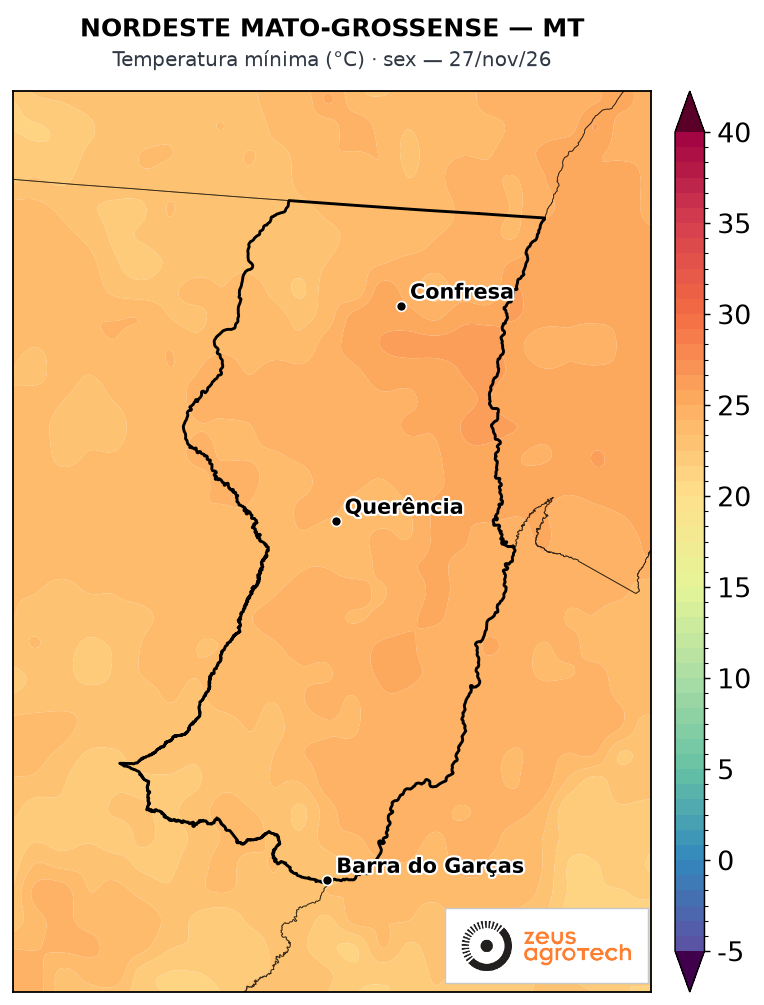 NORDESTE MATO-GROSSENSE — MT
Temperatura mínima (°C) · sex — 27/nov/26
40
35
30
25
20
15
10
5
0
-5
Confresa
Querência
Barra do Garças
zeus
agrotech